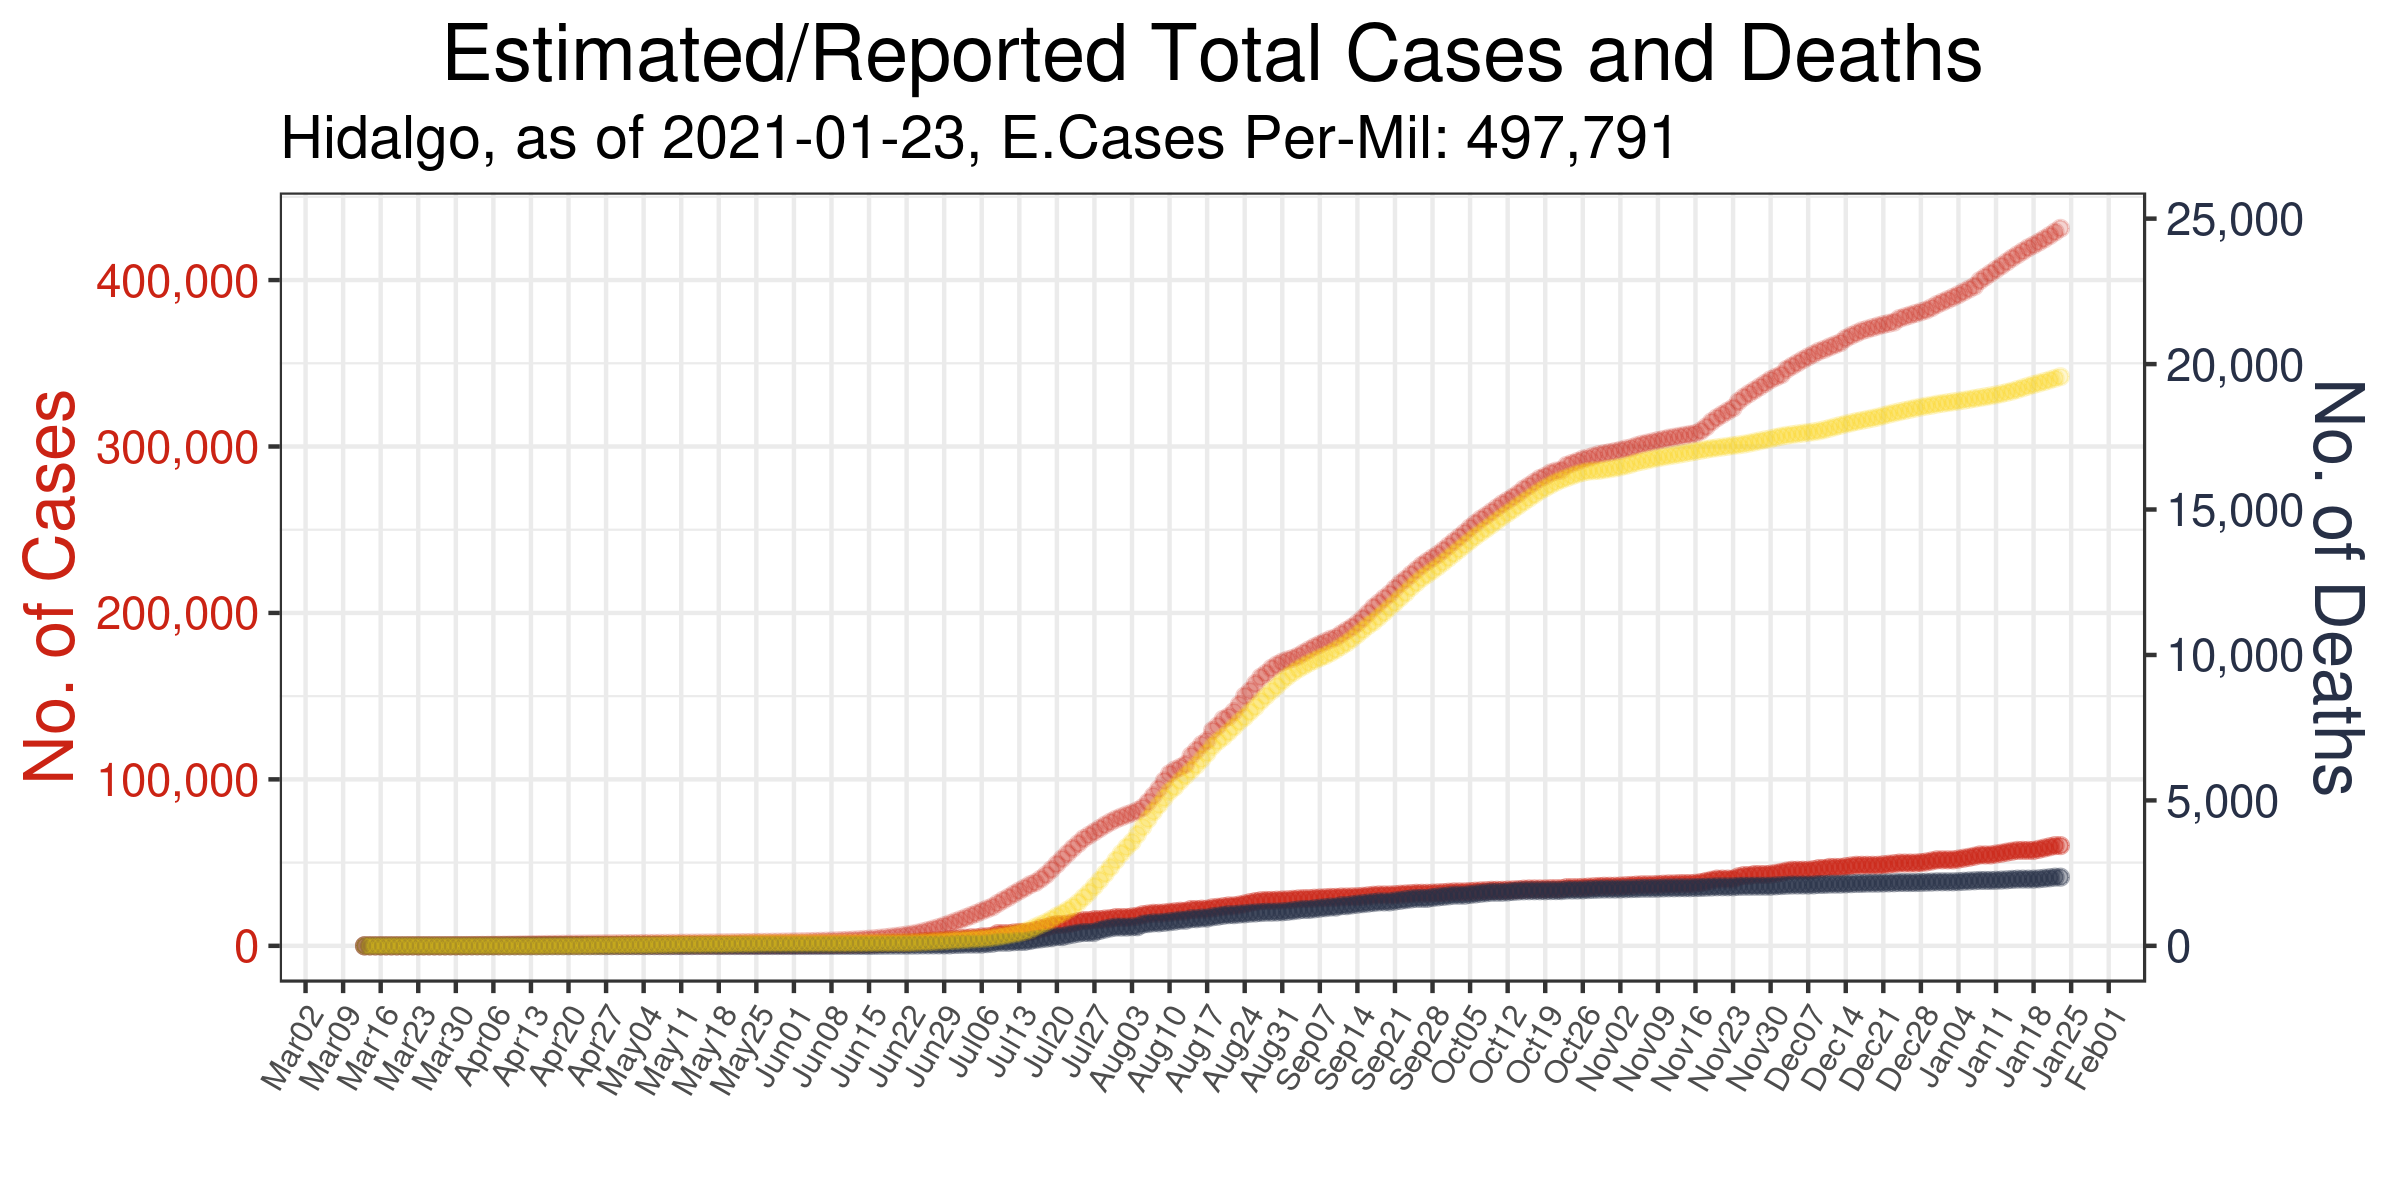 Estimated/Reported Total Cases and Deaths
Hidalgo, as of 2021-01-23, E.Cases Per-Mil: 497,791
No. of Cases
400,000
300,000
200,000
100,000
0
25,000
20,000
15,000
10,000
5,000
0
No. of Deaths
Mar02
Mar09
Mar16
Mar23
Mar30
Apr06
Apr13
Apr20
Apr27
May04
May11
May18
May25
Jun01
Jun08
Jun15
Jun22
Jun29
Jul06
Jul13
Jul20
Jul27
Aug03
Aug10
Aug17
Aug24
Aug31
Sep07
Sep14
Sep21
Sep28
Oct05
Oct12
Oct19
Oct26
Nov02
Nov09
Nov16
Nov23
Nov30
Dec07
Dec14
Dec21
Dec28
Jan04
Jan11
Jan18
Jan25
Feb01